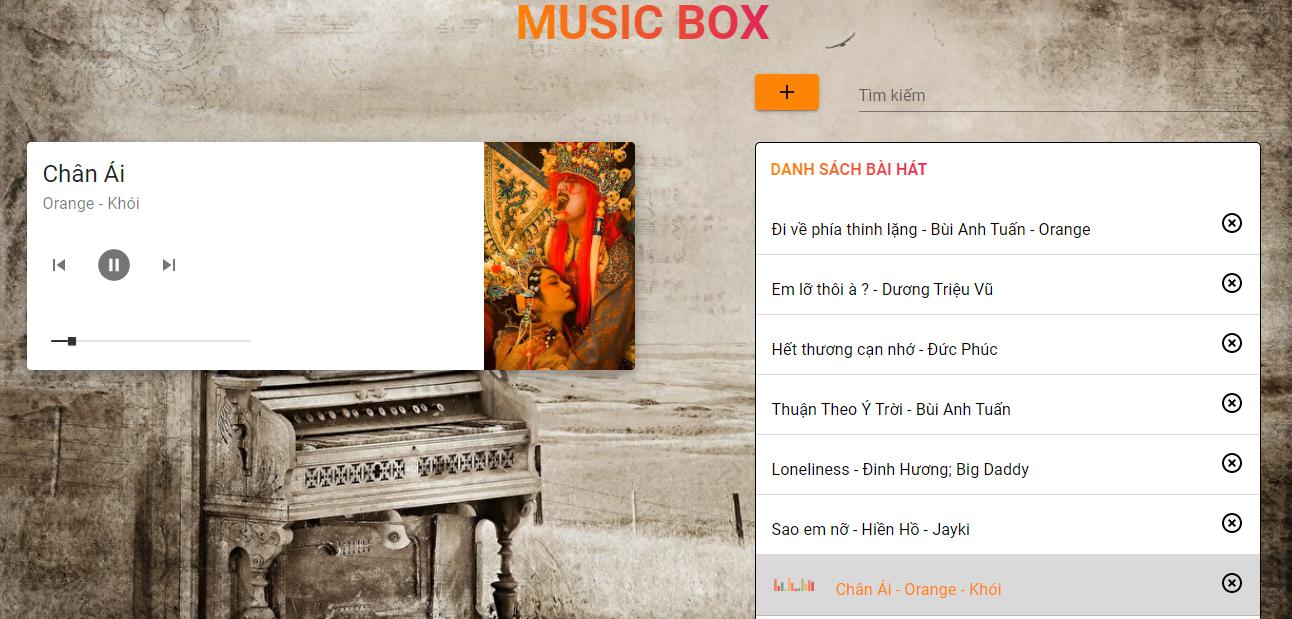 MUSIC BOX
Tìm kiếm
Chân Ái
Orange - Khói
DANH SÁCH BÀI HÁT
Đi về phía thinh lặng - Bùi Anh Tuấn - Orange
Em lỡ thôi à ? - Dương Triệu Vũ
Hết thương cạn nhớ - Đức Phúc
Thuận Theo Ý Trời - Bùi Anh Tuấn
Loneliness - Đinh Hương; Big Daddy
Sao em nỡ - Hiền Hồ - Jayki
Chân Ái - Orange - Khói